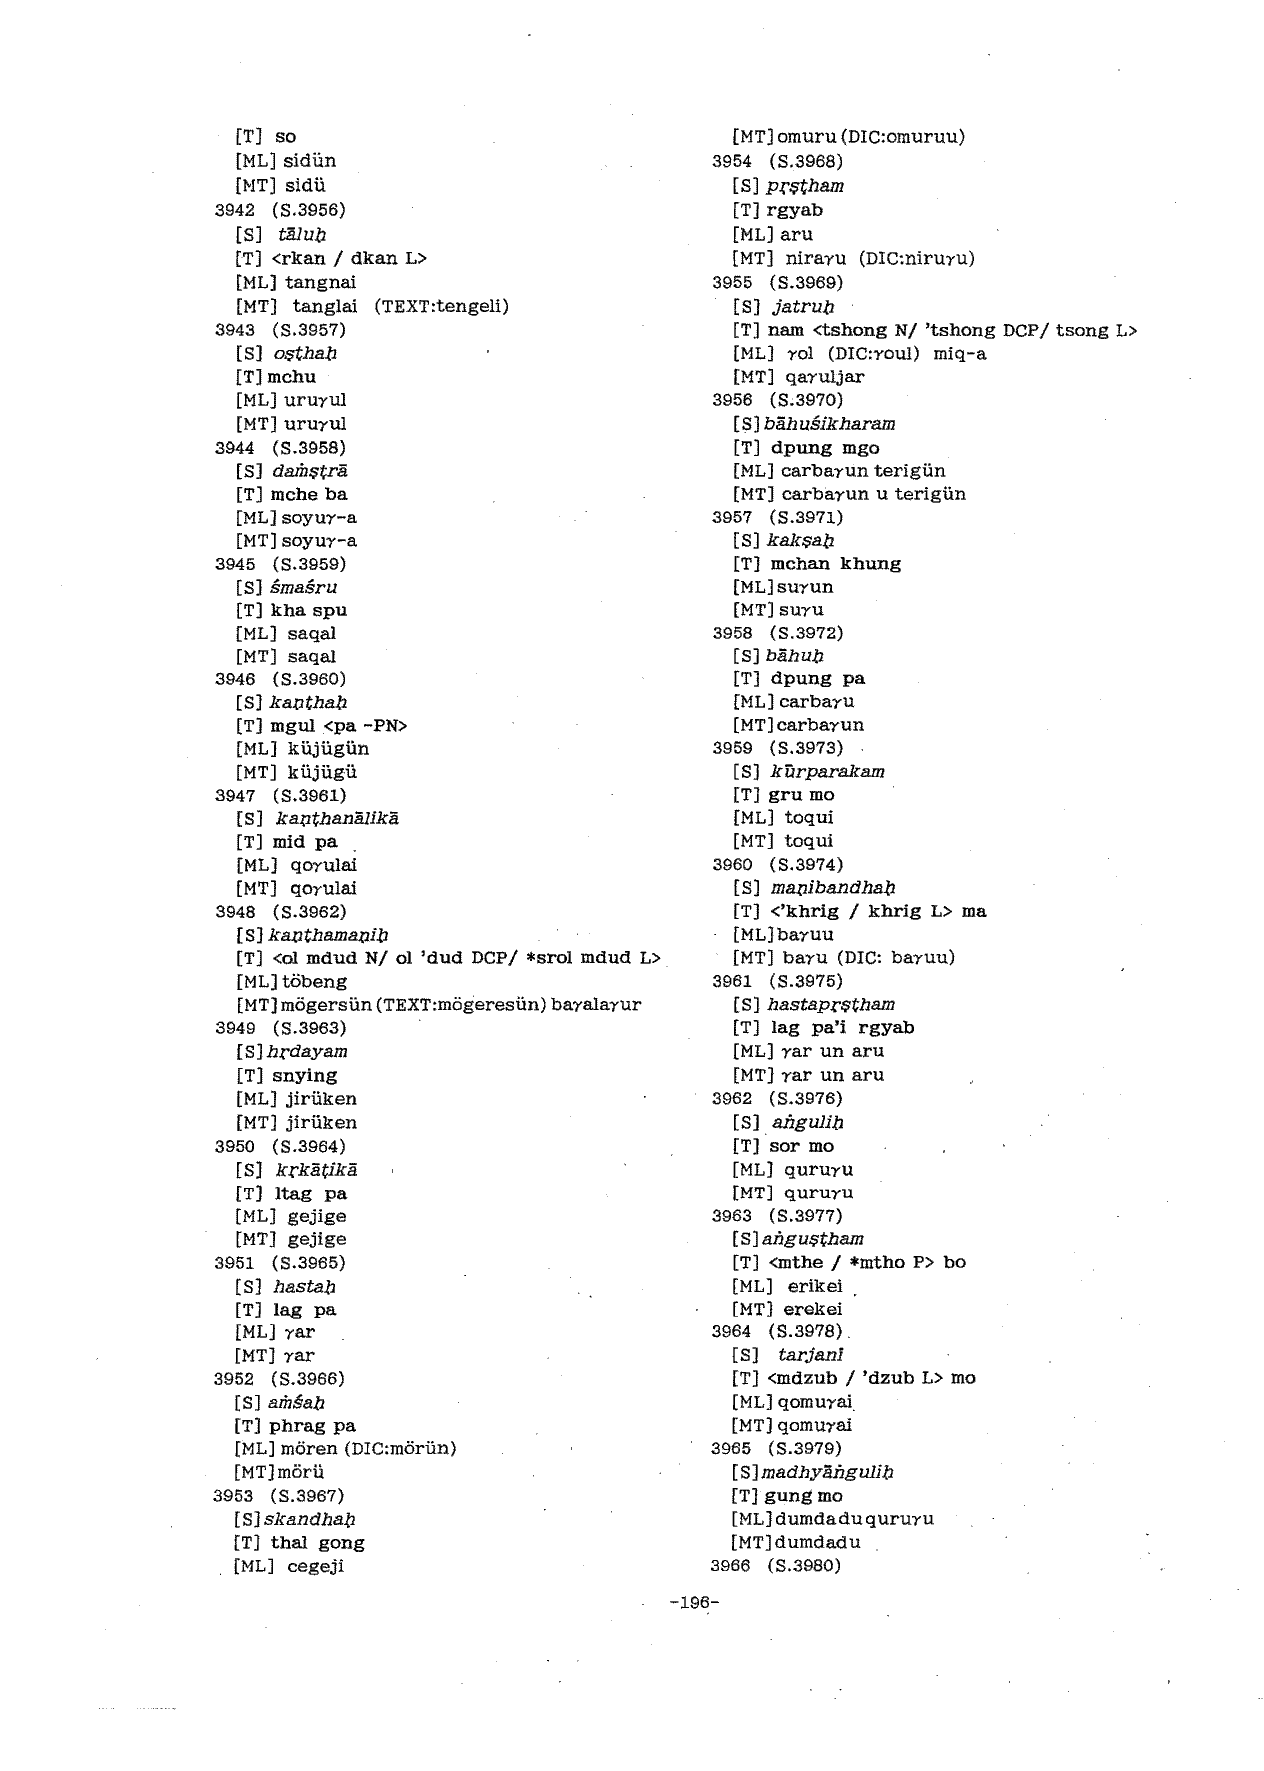 [T] so
[ML] sidün
[MT] sidü
3942 (S.3956)
[S] tāluḥ
[T] <rkan / dkan L>
[ML] tangnai
[MT] tanglai (TEXT:tengeli)
3943 (S.3957)
[S] oṣthaḥ
[T] mchu
[ML] uruγul
[MT] uruγul
3944 (S.3958)
[S] daṁṣṭrā
[T] mche ba
[ML] soyuγ-a
[MT] soyuγ-a
3945 (S.3959)
[S] śmaśru
[T] kha spu
[ML] saqal
[MT] saqal
3946 (S.3960)
[S] kaṇthaḥ
[T] mgul <pa -PN>
[ML] küjügün
[MT] küjügü
3947 (S.3961)
[S] kaṇṭhanālikā
[T] mid pa
[ML] qoγulai
[MT] qoγulai
3948 (S.3962)
[S] kaṇṭhamaṇiḥ
[T] <ol mdud N/ ol 'dud DCP/ *srol mdud L>
[ML] töbeng
[MT] mögersün (TEXT:mögeresün) baγalaγur
3949 (S.3963)
[S] hṛdayam
[T] snying
[ML] jirüken
[MT] jirüken
3950 (S.3964)
[S] kṛkāṭikā
[T] ltag pa
[ML] gejige
[MT] gejige
3951 (S.3965)
[S] hastaḥ
[T] lag pa
[ML] γar
[MT] γar
3952 (S.3966)
[S] aṁśaḥ
[T] phrag pa
[ML] mören (DIC:mörün)
[MT] mörü
3953 (S.3967)
[S] skandhaḥ
[T] thal gong
[ML] cegeji
[MT] omuru (DIC:omuruu)
3954 (S.3968)
[S] pṛṣṭham
[T] rgyab
[ML] aru
[MT] niraγu (DIC:niruγu)
3955 (S.3969)
[S] jatruḥ
[T] nam <tshong N/ 'tshong DCP/ tsong L>
[ML] γol (DIC:γoul) miq-a
[MT] qaγuljar
3956 (S.3970)
[S] bāhuśikharam
[T] dpung mgo
[ML] carbaγun terigün
[MT] carbaγun u terigün
3957 (S.3971)
[S] kakṣaḥ
[T] mchan khung
[ML] suγun
[MT] suγu
3958 (S.3972)
[S] bāhuḥ
[T] dpung pa
[ML] carbaγu
[MT] carbaγun
3959 (S.3973)
[S] kūrparakam
[T] gru mo
[ML] toqui
[MT] toqui
3960 (S.3974)
[S] maṇibandhaḥ
[T] <'khrig / khrig L> ma
[ML] baγuu
[MT] baγu (DIC: baγuu)
3961 (S.3975)
[S] hastapṛṣṭham
[T] lag pa'i rgyab
[ML] γar un aru
[MT] γar un aru
3962 (S.3976)
[S] aṅguliḥ
[T] sor mo
[ML] quruγu
[MT] quruγu
3963 (S.3977)
[S] aṅguṣṭham
[T] <mthe / *mtho P> bo
[ML] erikei
[MT] erekei
3964 (S.3978)
[S] tarjanī
[T] <mdzub / 'dzub L> mo
[ML] qomuγai
[MT] qomuγai
3965 (S.3979)
[S] madhyāṅguliḥ
[T] gung mo
[ML] dumdadu quruγu
[MT] dumdadu
3966 (S.3980)
-196-